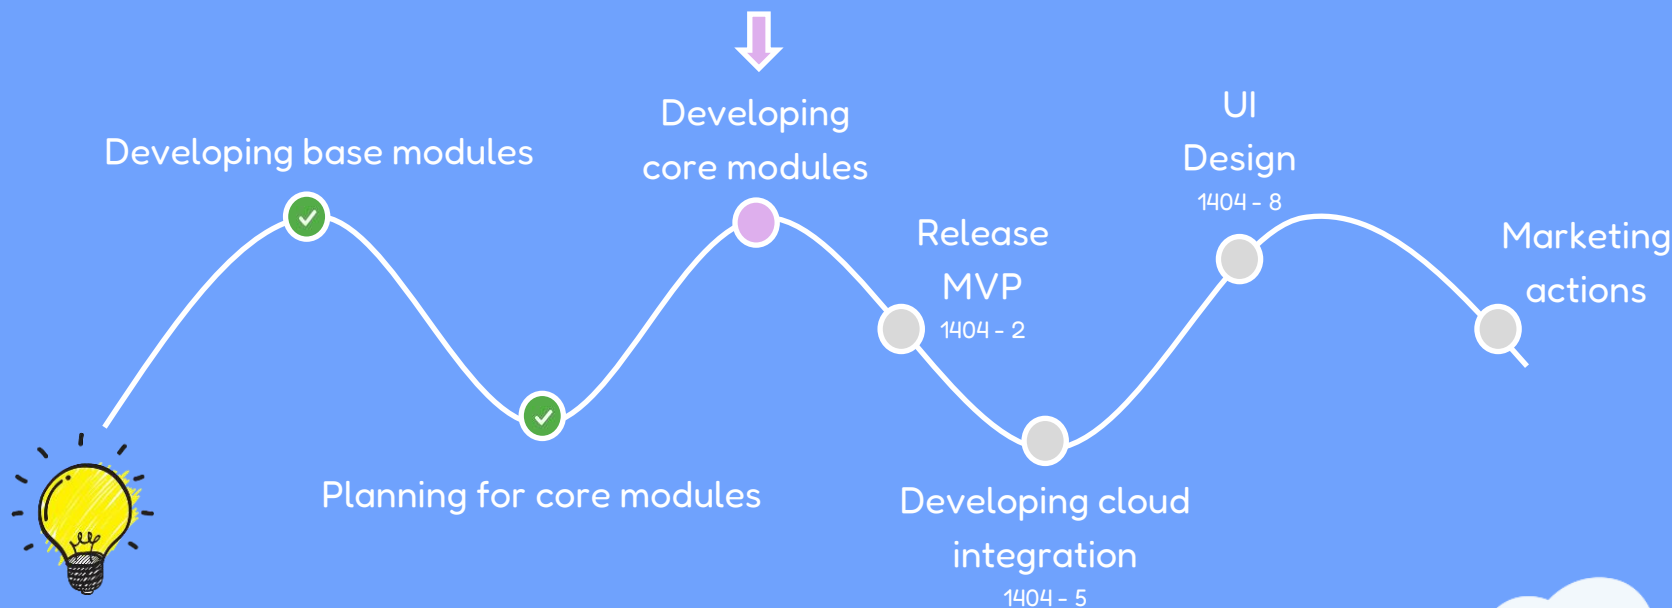 Developing base modules
Planning for core modules
Developing
core modules
Release
MVP
1404 - 2
Developing cloud
integration
1404 - 5
UI
Design
1404 - 8
Marketing
actions